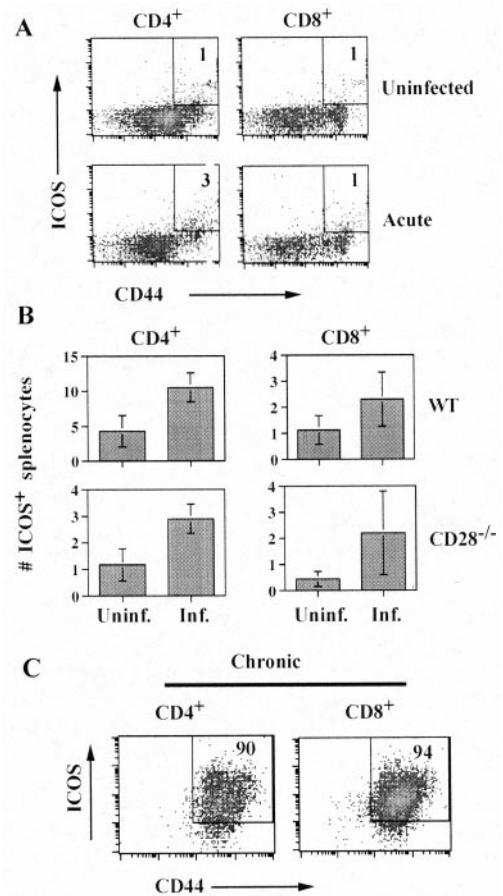 A
CD4+ CD8+
1 1 Uninfected
3 1 Acute
ICOS
CD44
B
CD4+ CD8+
15 10 5 0
4 3 2 1 0
WT
# ICOS+ splenocytes
4 3 2 1 0
4 3 2 1 0
CD28-/-
Uninf. Inf. Uninf. Inf.
C
Chronic
CD4+ CD8+
90 94
ICOS
CD44